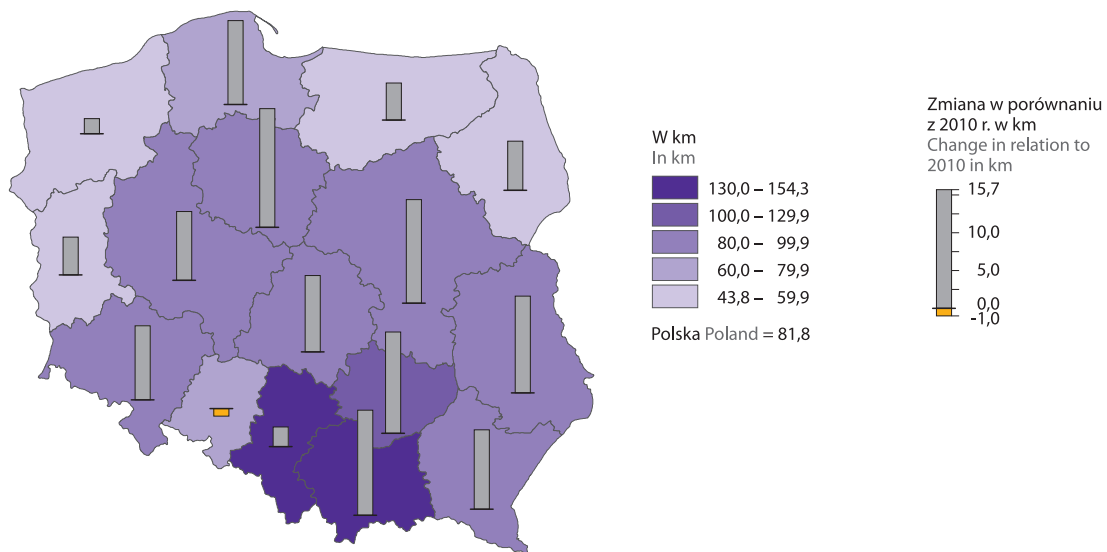 W km
In km
130,0 – 154,3
100,0 – 129,9
80,0 – 99,9
60,0 – 79,9
43,8 – 59,9
Polska Poland = 81,8
Zmiana w porównaniu
z 2010 r. w km
Change in relation to
2010 in km
15,7
10,0
5,0
0,0
-1,0